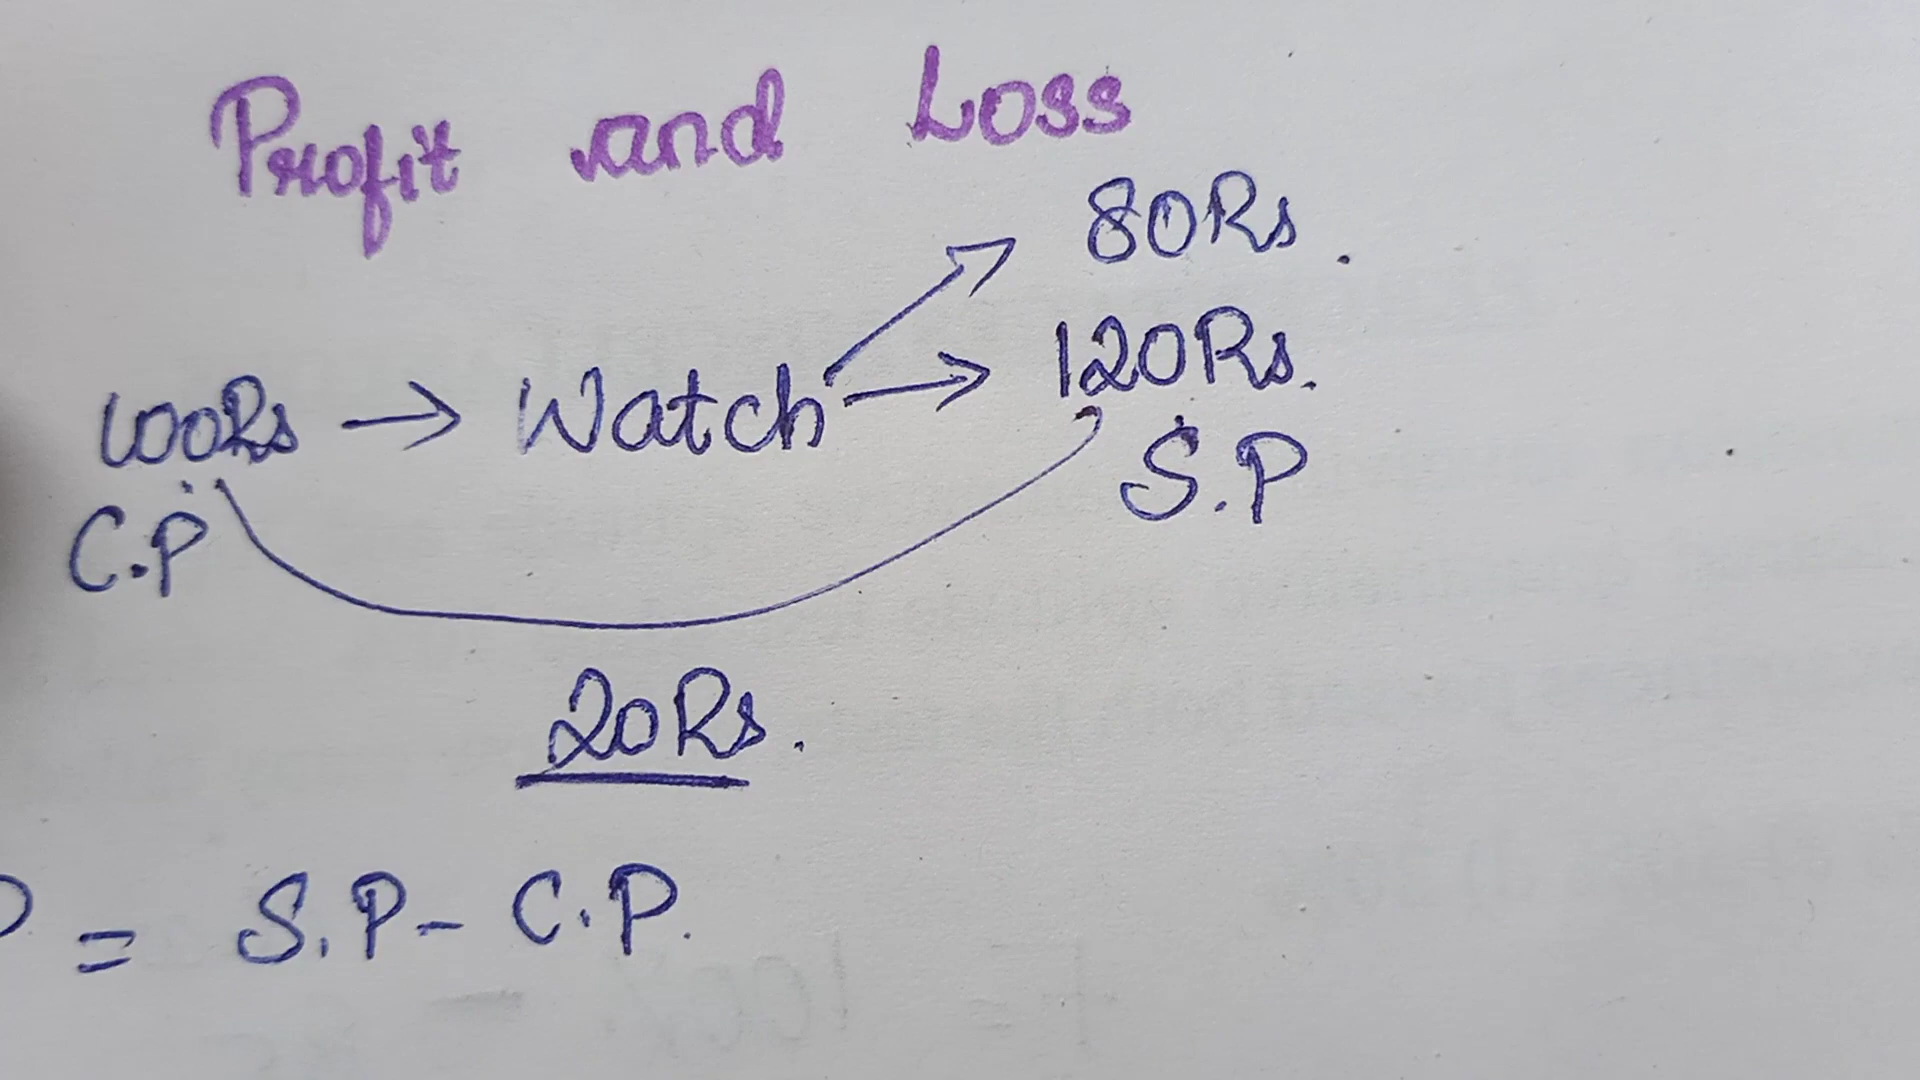 Profit and Loss
80Rs.
100Rs → Watch → 120Rs.
C.P
S.P
20Rs.
P = S.P - C.P.